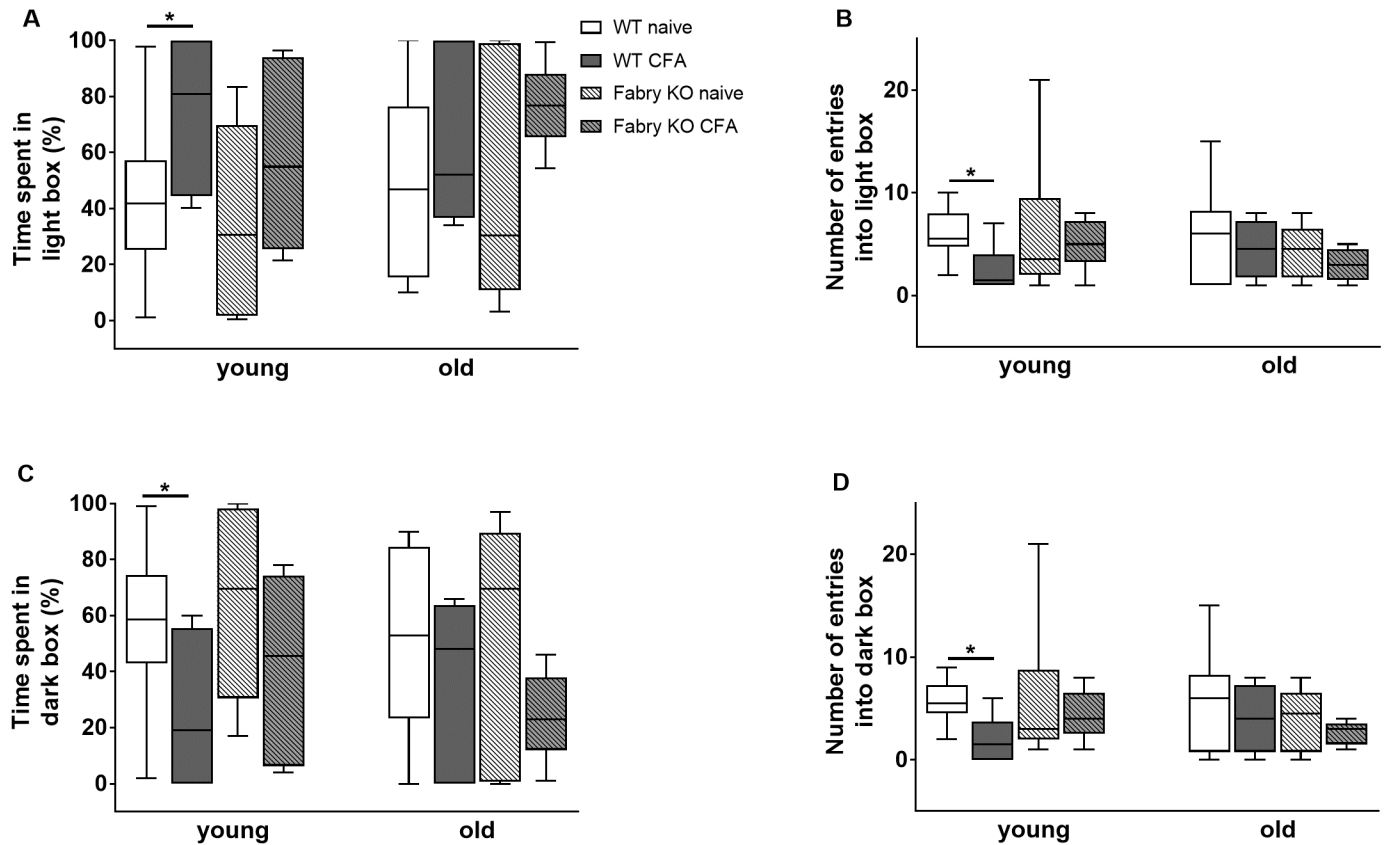 A
*
Time spent in
light box (%)
100
80
60
40
20
0
young
old
WT naive
WT CFA
Fabry KO naive
Fabry KO CFA
B
*
Number of entries
into light box
20
10
0
young
old
C
*
Time spent in
dark box (%)
100
80
60
40
20
0
young
old
D
*
Number of entries
into dark box
20
10
0
young
old